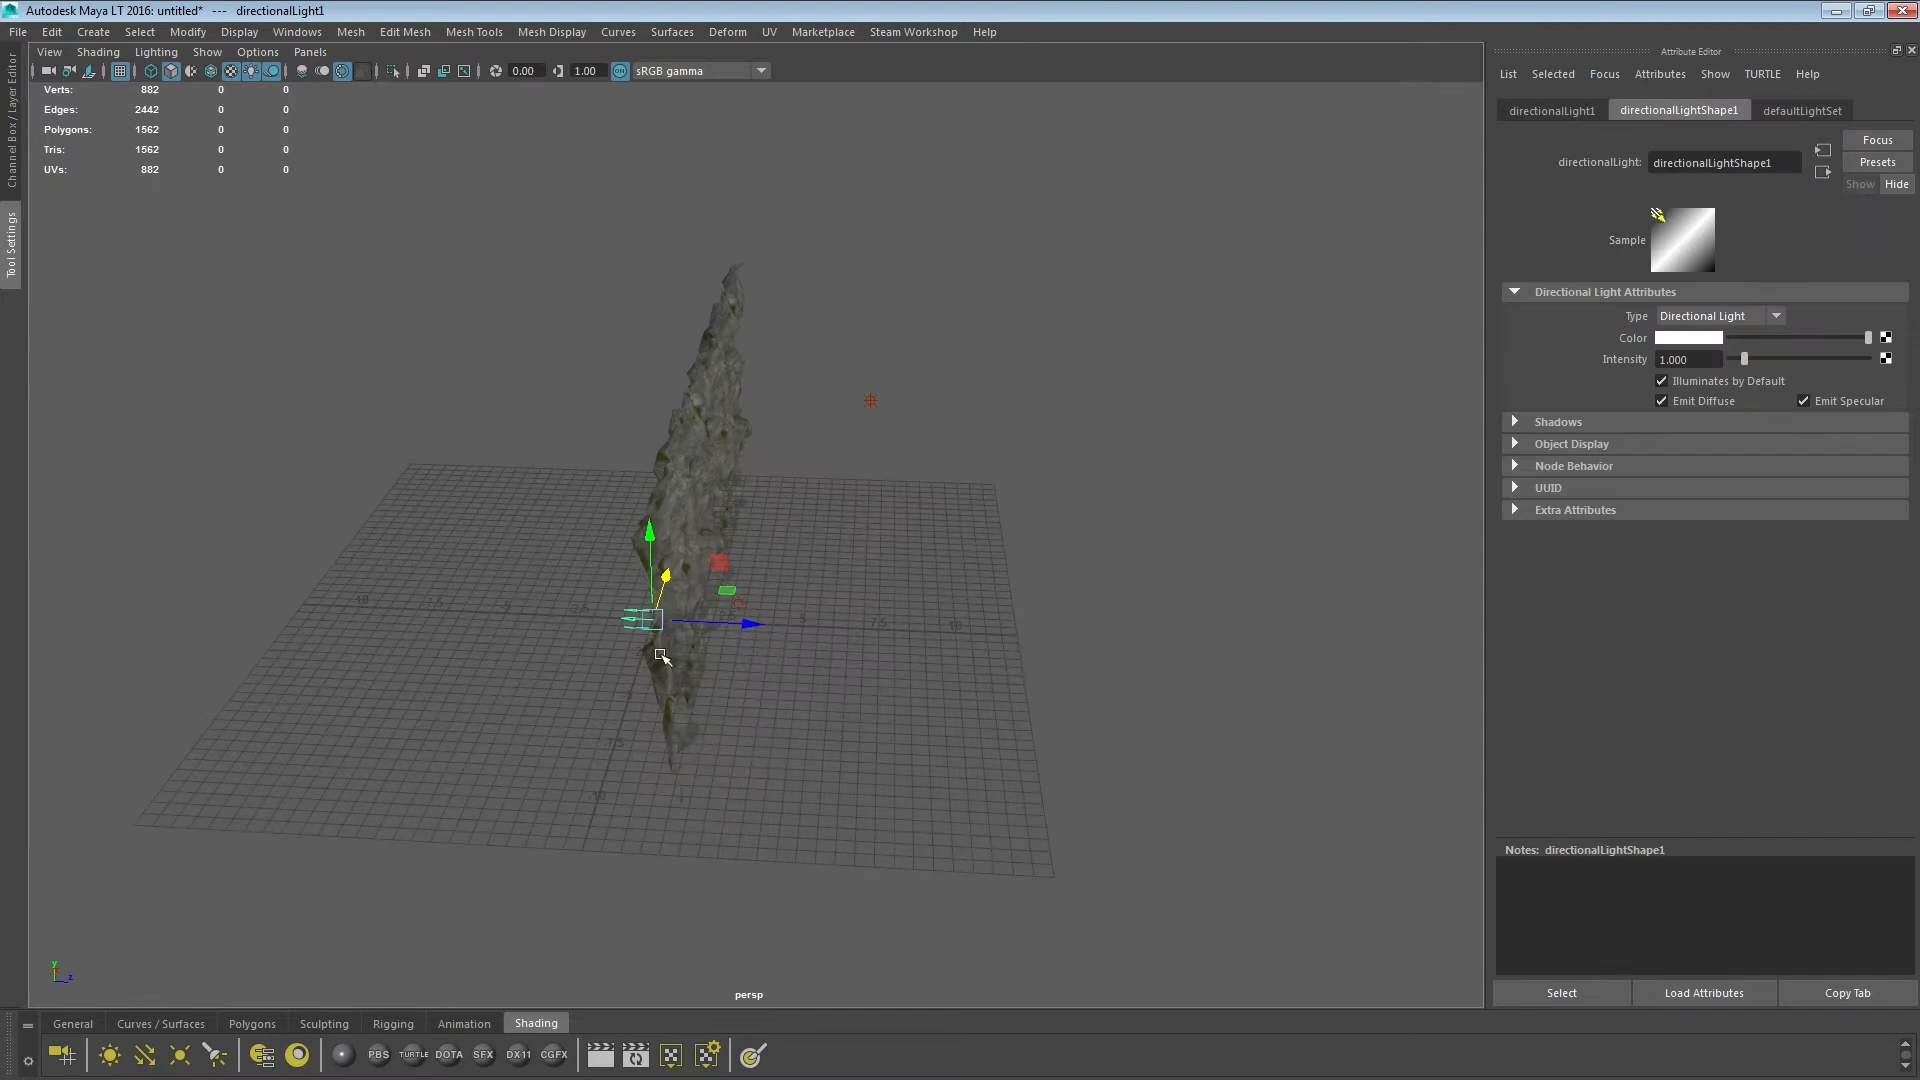 Autodesk Maya LT 2016: untitled*   ---   directionalLight1
File Edit Create Select Modify Display Windows Mesh Edit Mesh Mesh Tools Mesh Display Curves Surfaces Deform UV Marketplace Steam Workshop Help
View Shading Lighting Show Options Panels
0.00 1.00 ON sRGB gamma
Channel Box / Layer Editor
Tool Settings
Verts: 882 0 0
Edges: 2442 0 0
Polygons: 1562 0 0
Tris: 1562 0 0
UVs: 882 0 0
persp
y
z
Attribute Editor
List Selected Focus Attributes Show TURTLE Help
directionalLight1 directionalLightShape1 defaultLightSet
Focus
directionalLight: directionalLightShape1
Presets
Show Hide
Sample
Directional Light Attributes
Type Directional Light
Color
Intensity 1.000
Illuminates by Default
Emit Diffuse Emit Specular
Shadows
Object Display
Node Behavior
UUID
Extra Attributes
Notes: directionalLightShape1
Select Load Attributes Copy Tab
General Curves / Surfaces Polygons Sculpting Rigging Animation Shading
PBS TURTLE DOTA SFX DX11 CGFX